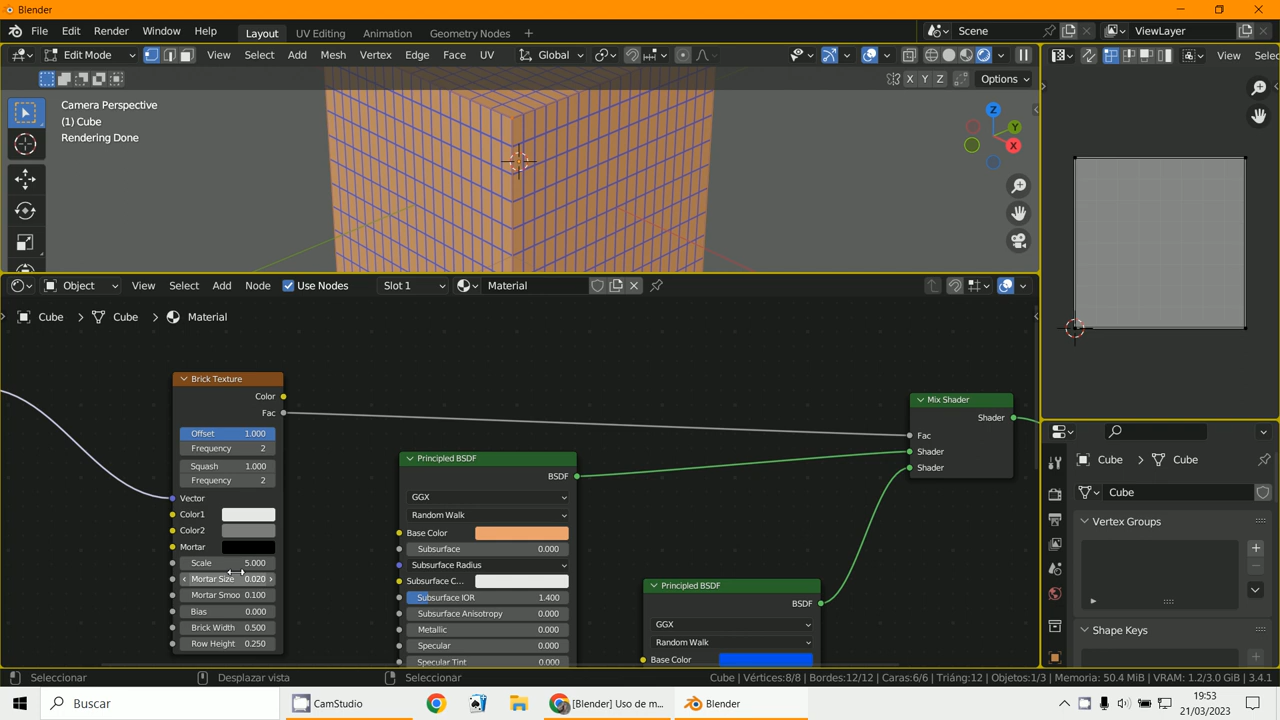 Blender
File Edit Render Window Help Layout UV Editing Animation Geometry Nodes Scene ViewLayer
Edit Mode View Select Add Mesh Vertex Edge Face UV Global View Selec
X Y Z Options
Camera Perspective
(1) Cube
Rendering Done
Z
Y
X
Object View Select Add Node Use Nodes Slot 1 Material
Cube Cube Material
Brick Texture
Color
Fac
Offset 1.000
Frequency 2
Squash 1.000
Frequency 2
Vector
Color1
Color2
Mortar
Scale 5.000
Mortar Size 0.020
Mortar Smoo 0.100
Bias 0.000
Brick Width 0.500
Row Height 0.250
Principled BSDF
BSDF
GGX
Random Walk
Base Color
Subsurface 0.000
Subsurface Radius
Subsurface C...
Subsurface IOR 1.400
Subsurface Anisotropy 0.000
Metallic 0.000
Specular 0.000
Specular Tint 0.000
Principled BSDF
BSDF
GGX
Random Walk
Base Color
Mix Shader
Shader
Fac
Shader
Shader
Cube Cube
Cube
Vertex Groups
Shape Keys
Seleccionar Desplazar vista Seleccionar Cube | Vértices:8/8 | Bordes:12/12 | Caras:6/6 | Triáng:12 | Objetos:1/3 | Memoria: 50.4 MiB | VRAM: 1.2/3.0 GiB | 3.4.1
Buscar CamStudio [Blender] Uso de m... Blender
19:53
21/03/2023